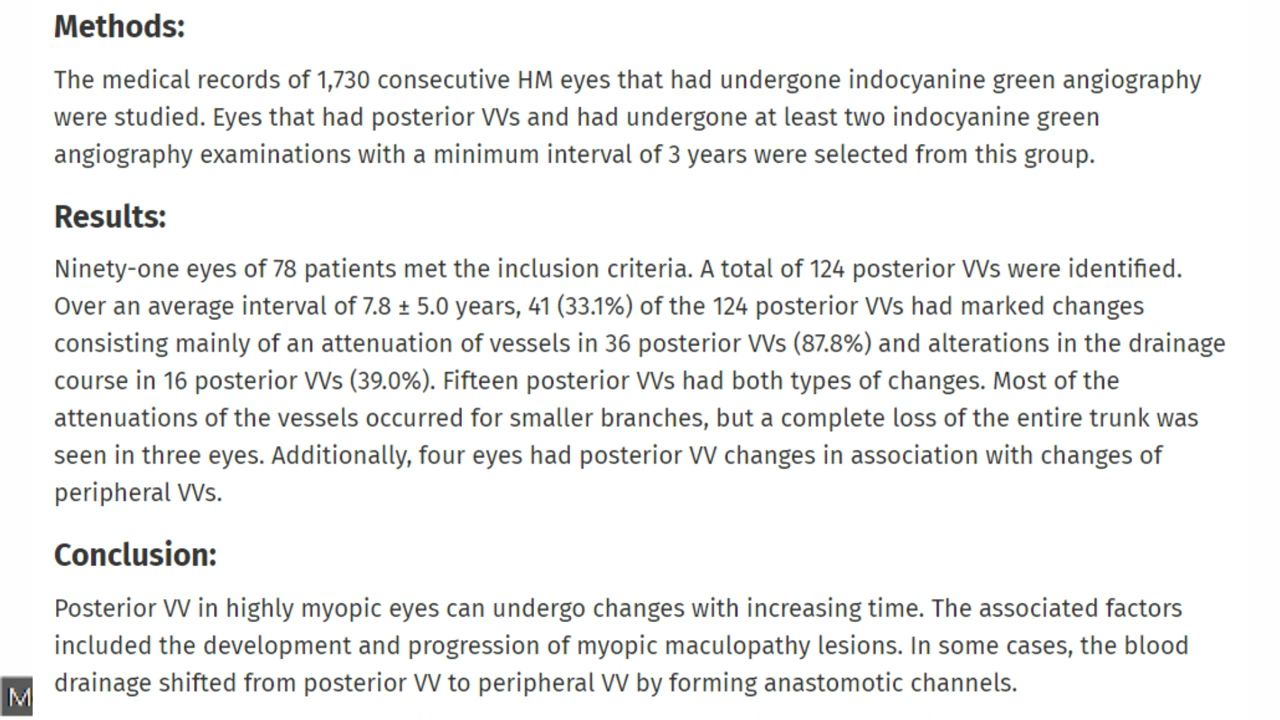 Methods:
The medical records of 1,730 consecutive HM eyes that had undergone indocyanine green angiography
were studied. Eyes that had posterior VVs and had undergone at least two indocyanine green
angiography examinations with a minimum interval of 3 years were selected from this group.
Results:
Ninety-one eyes of 78 patients met the inclusion criteria. A total of 124 posterior VVs were identified.
Over an average interval of 7.8 ± 5.0 years, 41 (33.1%) of the 124 posterior VVs had marked changes
consisting mainly of an attenuation of vessels in 36 posterior VVs (87.8%) and alterations in the drainage
course in 16 posterior VVs (39.0%). Fifteen posterior VVs had both types of changes. Most of the
attenuations of the vessels occurred for smaller branches, but a complete loss of the entire trunk was
seen in three eyes. Additionally, four eyes had posterior VV changes in association with changes of
peripheral VVs.
Conclusion:
Posterior VV in highly myopic eyes can undergo changes with increasing time. The associated factors
included the development and progression of myopic maculopathy lesions. In some cases, the blood
drainage shifted from posterior VV to peripheral VV by forming anastomotic channels.
M